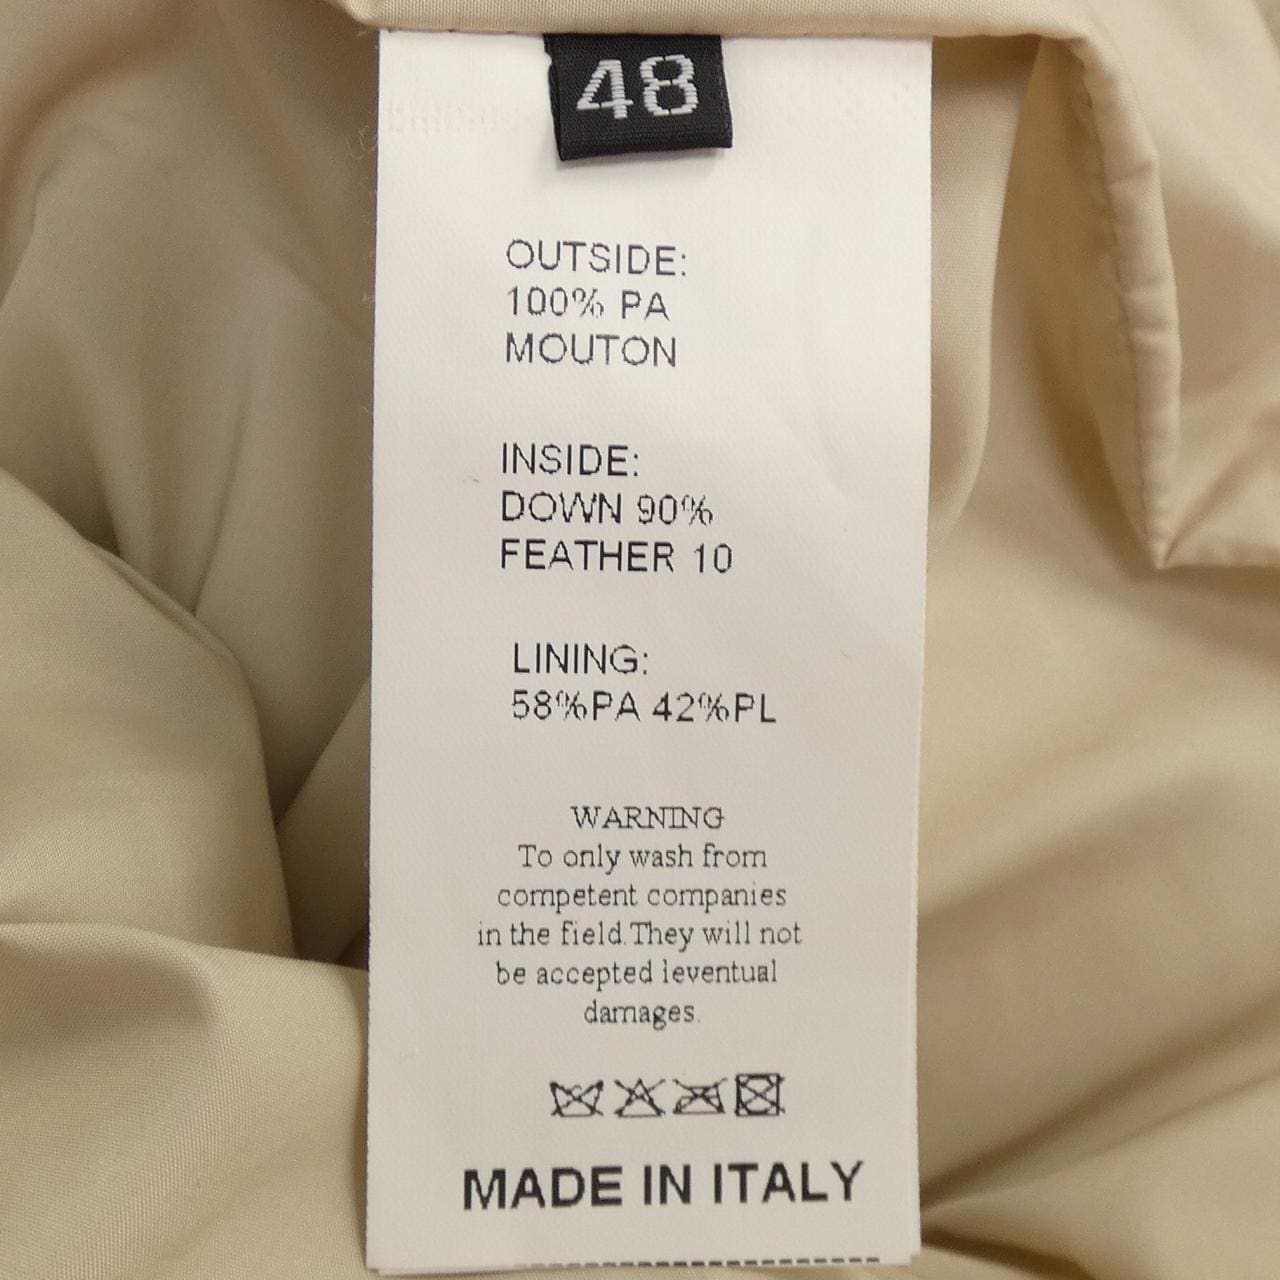 48
OUTSIDE:
100% PA
MOUTON
INSIDE:
DOWN 90%
FEATHER 10
LINING:
58%PA 42%PL
WARNING
To only wash from
competent companies
in the field.They will not
be accepted leventual
damages.
MADE IN ITALY